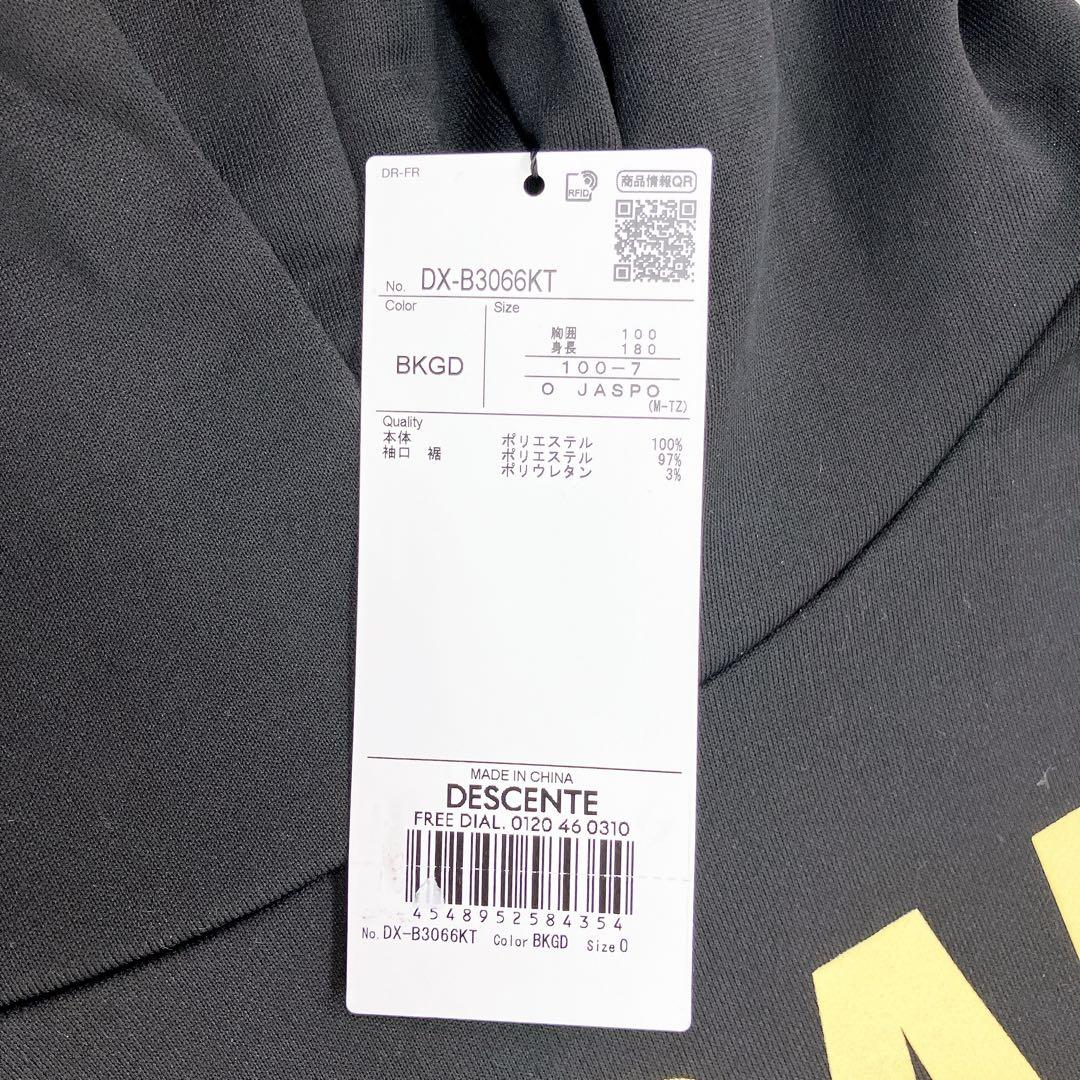 DR-FR
RFID
商品情報QR
No. DX-B3066KT
Color
Size
BKGD
胸囲 100
身長 180
100-7
O JASPO
(M-TZ)
Quality
本体 ポリエステル 100%
袖口 裾 ポリエステル 97%
ポリウレタン 3%
MADE IN CHINA
DESCENTE
FREE DIAL. 0120 46 0310
4548952584354
No. DX-B3066KT Color BKGD Size O
A